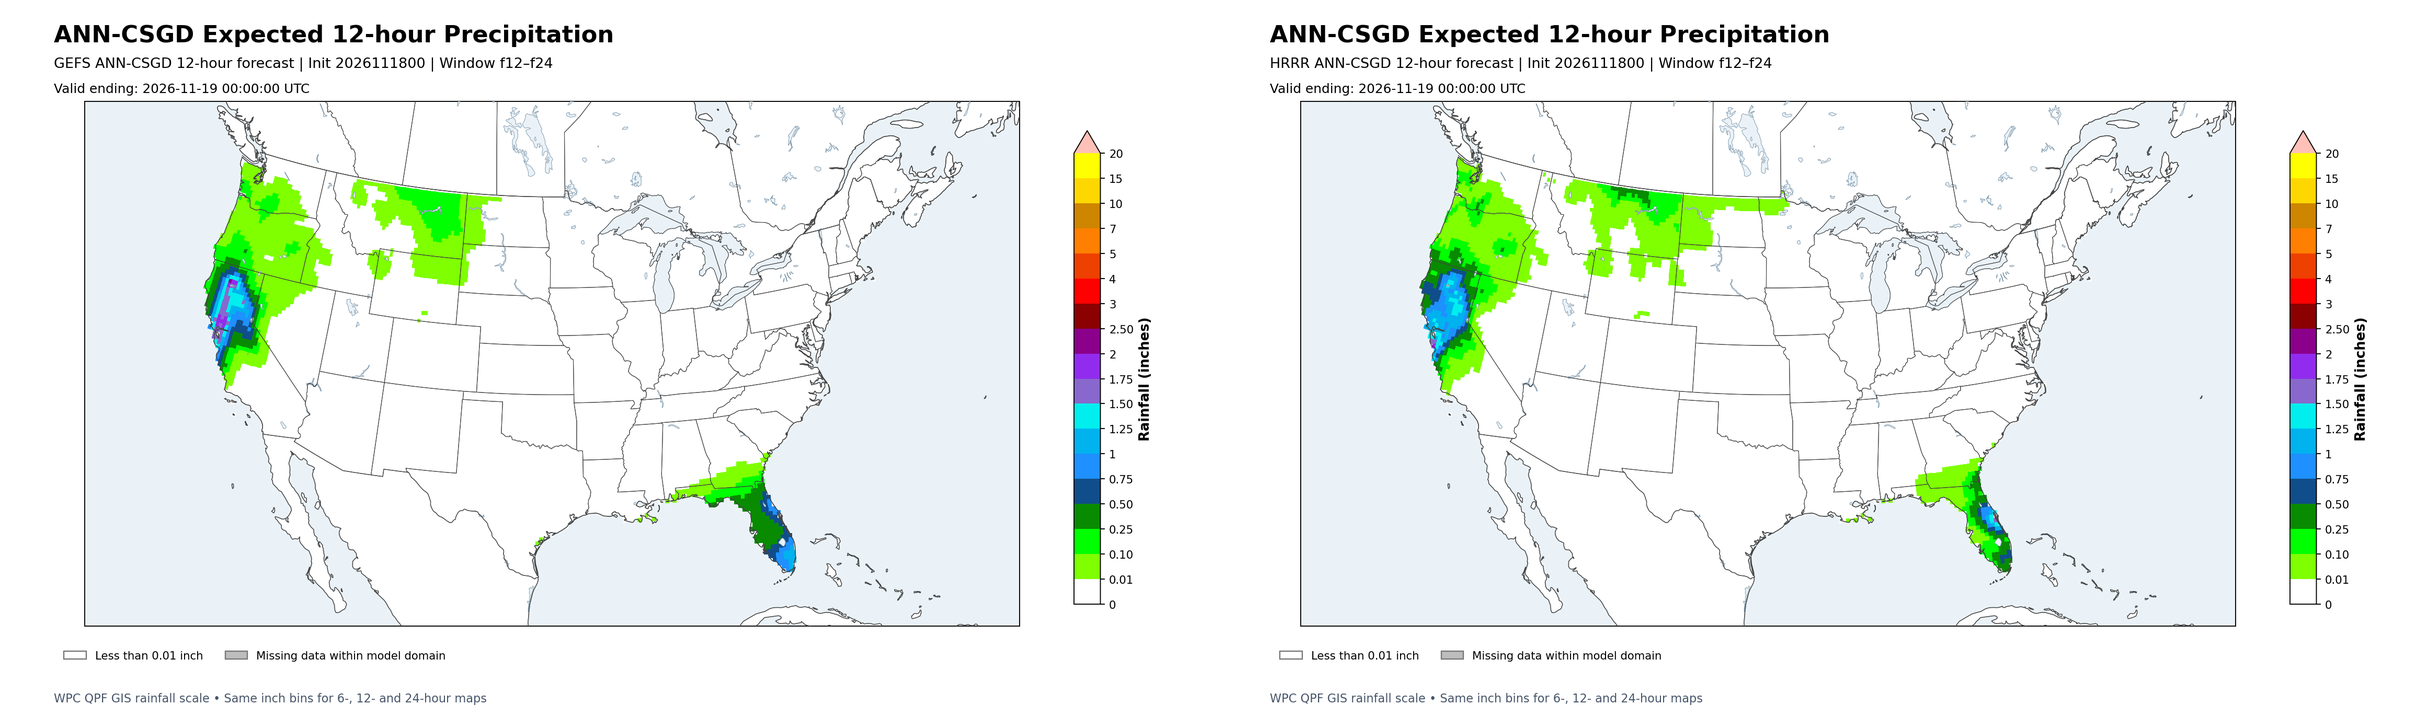 ANN-CSGD Expected 12-hour Precipitation
GEFS ANN-CSGD 12-hour forecast | Init 2026111800 | Window f12–f24
Valid ending: 2026-11-19 00:00:00 UTC
20
15
10
7
5
4
3
2.50
2
1.75
1.50
1.25
1
0.75
0.50
0.25
0.10
0.01
0
Rainfall (inches)
Less than 0.01 inch
Missing data within model domain
WPC QPF GIS rainfall scale • Same inch bins for 6-, 12- and 24-hour maps
ANN-CSGD Expected 12-hour Precipitation
HRRR ANN-CSGD 12-hour forecast | Init 2026111800 | Window f12–f24
Valid ending: 2026-11-19 00:00:00 UTC
20
15
10
7
5
4
3
2.50
2
1.75
1.50
1.25
1
0.75
0.50
0.25
0.10
0.01
0
Rainfall (inches)
Less than 0.01 inch
Missing data within model domain
WPC QPF GIS rainfall scale • Same inch bins for 6-, 12- and 24-hour maps